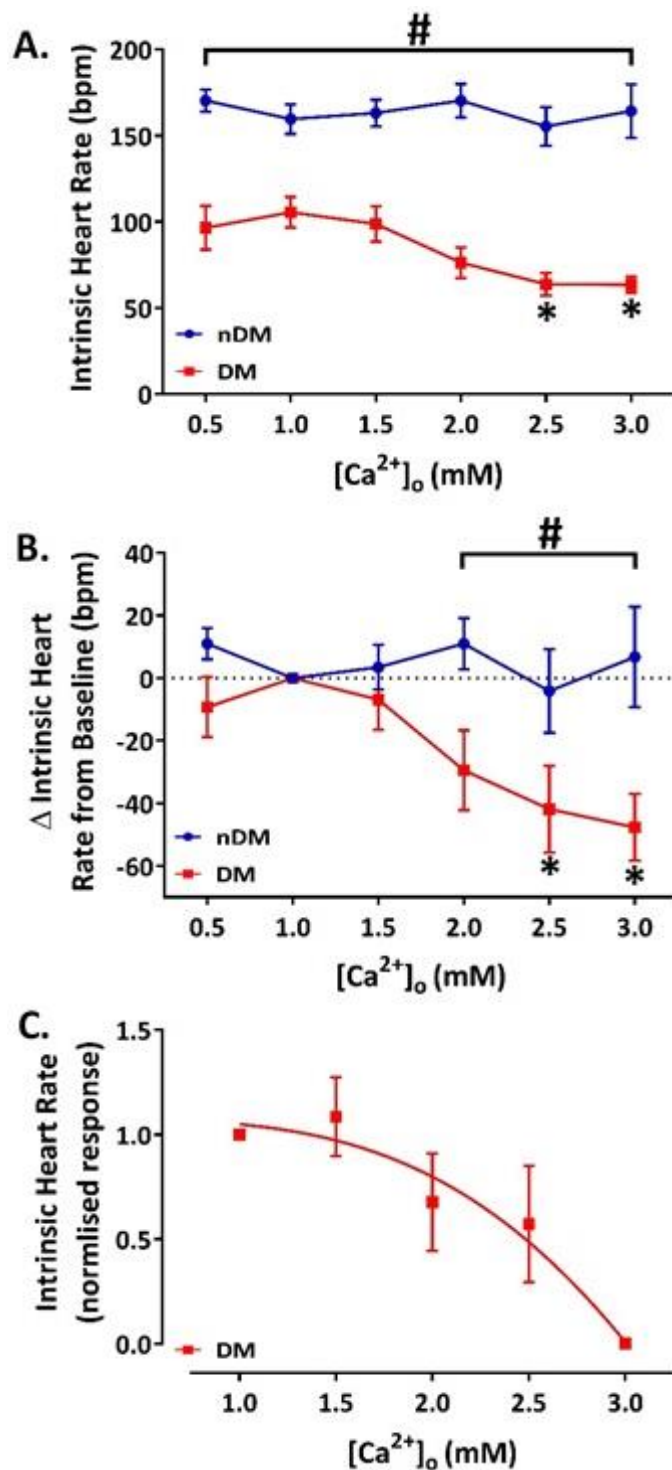 A.
#
Intrinsic Heart Rate (bpm)
200
150
100
50
0
nDM
DM
* *
0.5 1.0 1.5 2.0 2.5 3.0
[Ca²⁺]ₒ (mM)
B.
#
Δ Intrinsic Heart
Rate from Baseline (bpm)
40
20
0
-20
-40
-60
nDM
DM
* *
0.5 1.0 1.5 2.0 2.5 3.0
[Ca²⁺]ₒ (mM)
C.
Intrinsic Heart Rate
(normlised response)
1.5
1.0
0.5
0.0
DM
1.0 1.5 2.0 2.5 3.0
[Ca²⁺]ₒ (mM)